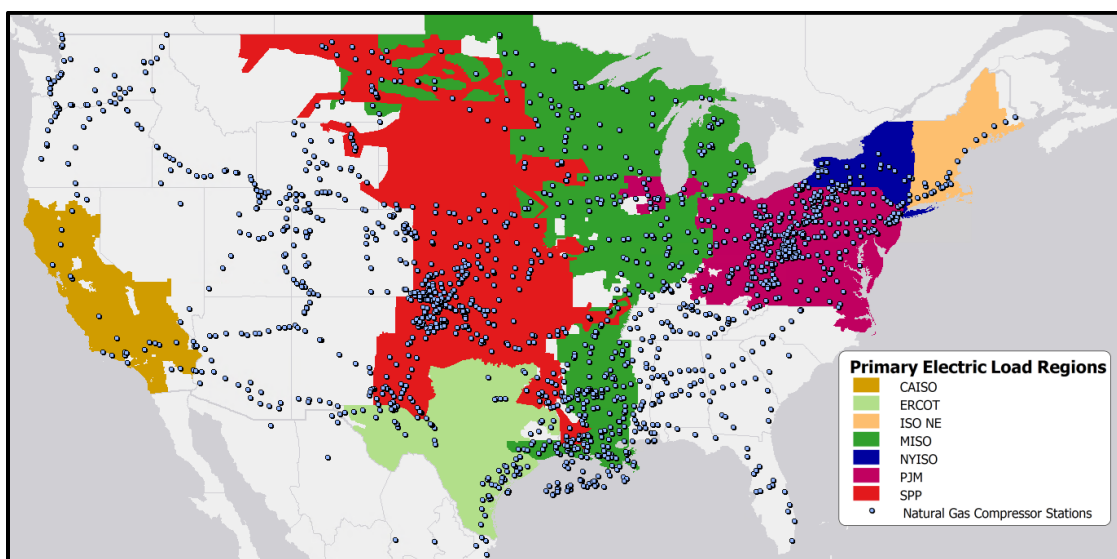 Primary Electric Load Regions
CAISO
ERCOT
ISO NE
MISO
NYISO
PJM
SPP
Natural Gas Compressor Stations